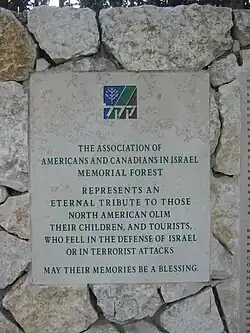 קקל
THE ASSOCIATION OF
AMERICANS AND CANADIANS IN ISRAEL
MEMORIAL FOREST
REPRESENTS AN
ETERNAL TRIBUTE TO THOSE
NORTH AMERICAN OLIM
THEIR CHILDREN, AND TOURISTS,
WHO FELL IN THE DEFENSE OF ISRAEL
OR IN TERRORIST ATTACKS
MAY THEIR MEMORIES BE A BLESSING.